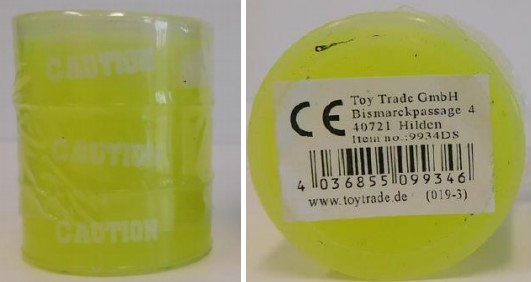 CAUTION
CAUTION
CAUTION
CE
Toy Trade GmbH
Bismarckpassage 4
40721 Hilden
Item no.:9934DS
4 036855 099346
www.toytrade.de (019-3)